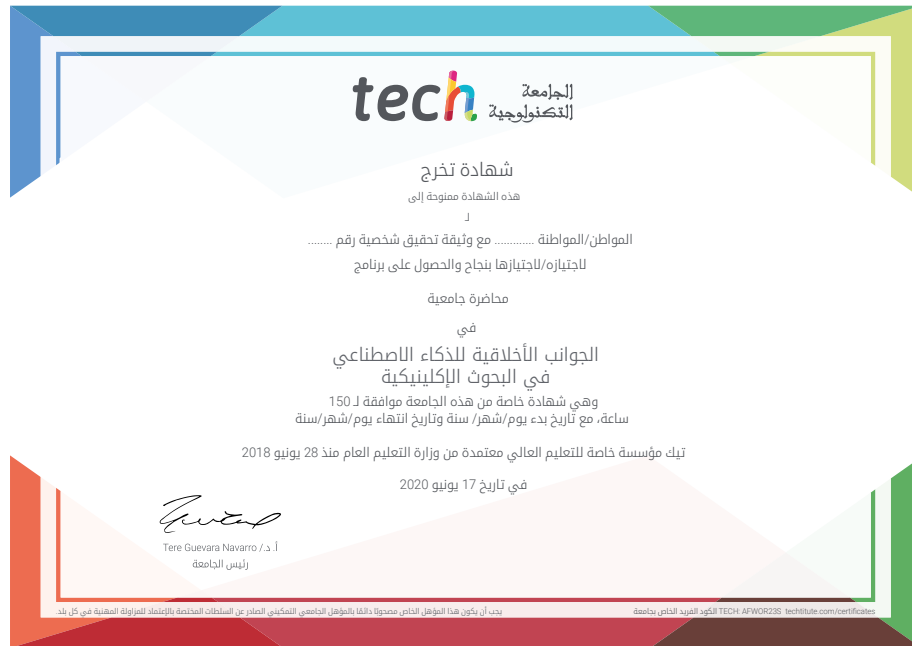 tech الجامعة
التكنولوجية
شهادة تخرج
هذه الشهادة ممنوحة إلى
لـ
المواطن/المواطنة ............ مع وثيقة تحقيق شخصية رقم ........
لاجتيازه/لاجتيازها بنجاح والحصول على برنامج
محاضرة جامعية
في
الجوانب الأخلاقية للذكاء الاصطناعي
في البحوث الإكلينيكية
وهي شهادة خاصة من هذه الجامعة موافقة لـ 150
ساعة، مع تاريخ بدء يوم/شهر/ سنة وتاريخ انتهاء يوم/شهر/سنة
تيك مؤسسة خاصة للتعليم العالي معتمدة من وزارة التعليم العام منذ 28 يونيو 2018
في تاريخ 17 يونيو 2020
أ. د./ Tere Guevara Navarro
رئيس الجامعة
يجب أن يكون هذا المؤهل الخاص مصحوبًا دائمًا بالمؤهل الجامعي التمكيني الصادر عن السلطات المختصة بالإعتماد للمزاولة المهنية في كل بلد.
الكود الفريد الخاص بجامعة TECH: AFWOR23S techtitute.com/certificates